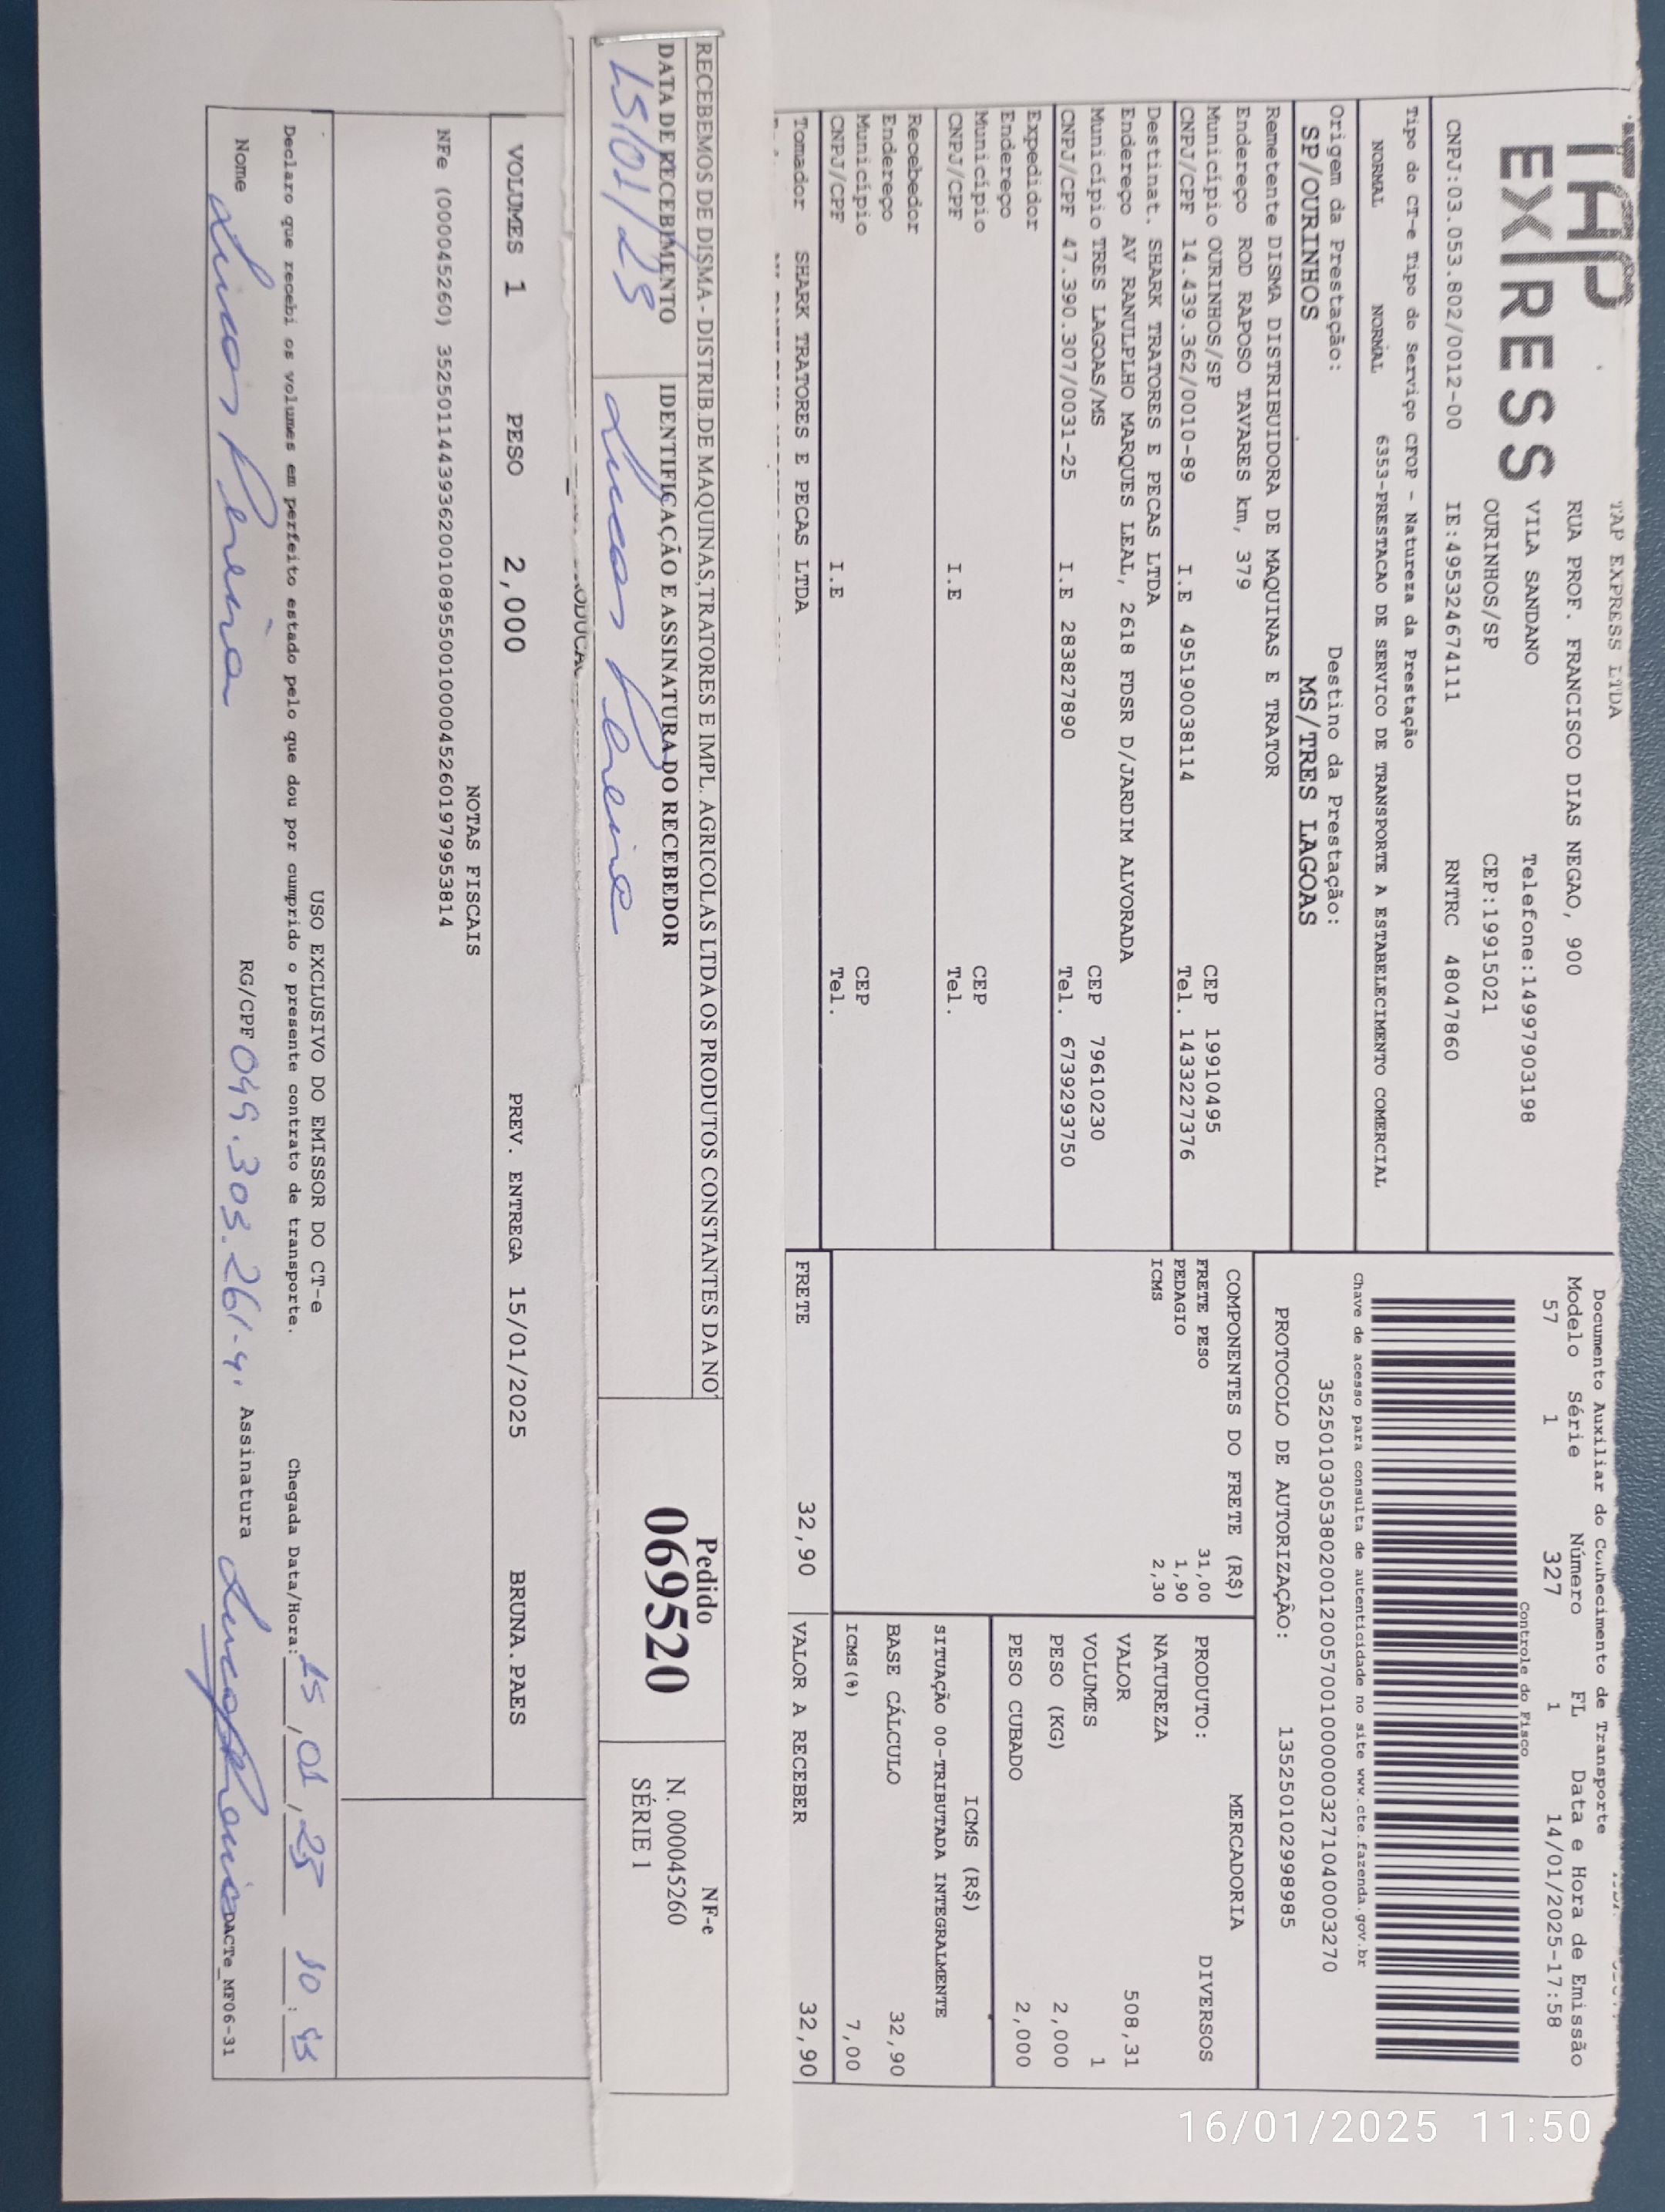 TAP
EXPRESS
TAP EXPRESS LTDA
RUA PROF. FRANCISCO DIAS NEGAO, 900
VILA SANDANO Telefone:14997903198
OURINHOS/SP CEP:19915021
CNPJ:03.053.802/0012-00 IE:495324674111 RNTRC 48047860
Documento Auxiliar do Conhecimento de Transporte
Modelo Série Número FL Data e Hora de Emissão
57 1 327 1 14/01/2025-17:58
Controle do Fisco
Chave de acesso para consulta de autenticidade no site www.cte.fazenda.gov.br
35250103053802001200570010000003271040003270
PROTOCOLO DE AUTORIZAÇÃO: 135250102998985
Tipo do CT-e Tipo do Serviço CFOP - Natureza da Prestação
NORMAL NORMAL 6353-PRESTACAO DE SERVICO DE TRANSPORTE A ESTABELECIMENTO COMERCIAL
Origem da Prestação: Destino da Prestação:
SP/OURINHOS MS/TRES LAGOAS
Remetente DISMA DISTRIBUIDORA DE MAQUINAS E TRATOR
Endereço ROD RAPOSO TAVARES km, 379
Município OURINHOS/SP CEP 19910495
CNPJ/CPF 14.439.362/0010-89 I.E 495190038114 Tel. 1433227376
Destinat. SHARK TRATORES E PECAS LTDA
Endereço AV RANULPLHO MARQUES LEAL, 2618 FDSR D/JARDIM ALVORADA
Município TRES LAGOAS/MS CEP 79610230
CNPJ/CPF 47.390.307/0031-25 I.E 283827890 Tel. 6739293750
Expedidor
Endereço
Município CEP
CNPJ/CPF I.E Tel.
Recebedor
Endereço
Município CEP
CNPJ/CPF I.E Tel.
Tomador SHARK TRATORES E PECAS LTDA
COMPONENTES DO FRETE (R$)
FRETE PESO 31,00
PEDAGIO 1,90
ICMS 2,30
MERCADORIA
PRODUTO: DIVERSOS
NATUREZA
VALOR 508,31
VOLUMES 1
PESO (KG) 2,000
PESO CUBADO 2,000
ICMS (R$)
SITUAÇÃO 00-TRIBUTADA INTEGRALMENTE
BASE CÁLCULO 32,90
ICMS(%) 7,00
FRETE 32,90 VALOR A RECEBER 32,90
RECEBEMOS DE DISMA - DISTRIB.DE MAQUINAS,TRATORES E IMPL. AGRICOLAS LTDA OS PRODUTOS CONSTANTES DA NO
DATA DE RECEBIMENTO IDENTIFICAÇÃO E ASSINATURA DO RECEBEDOR
15/01/25 Lucas Pereira
Pedido
069520
NF-e
N. 000045260
SÉRIE 1
VOLUMES 1 PESO 2,000 PREV. ENTREGA 15/01/2025 BRUNA.PAES
NOTAS FISCAIS
NFe (000045260) 35250114439362001089550010000452601979953814
USO EXCLUSIVO DO EMISSOR DO CT-e
Declaro que recebi os volumes em perfeito estado pelo que dou por cumprido o presente contrato de transporte. Chegada Data/Hora: 15/01/25 10:45
Nome Lucas Pereira RG/CPF 049.303.261-4. Assinatura Lucas Pereira
DACTe_MF06-31
16/01/2025 11:50